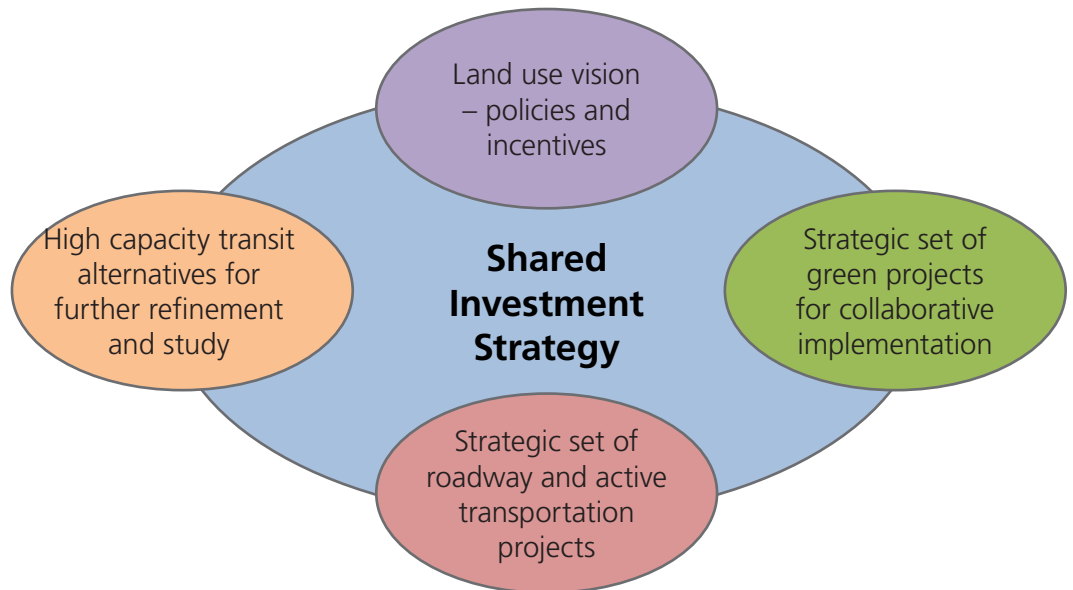 Land use vision
– policies and
incentives
High capacity transit
alternatives for
further refinement
and study
Shared
Investment
Strategy
Strategic set of
green projects
for collaborative
implementation
Strategic set of
roadway and active
transportation
projects